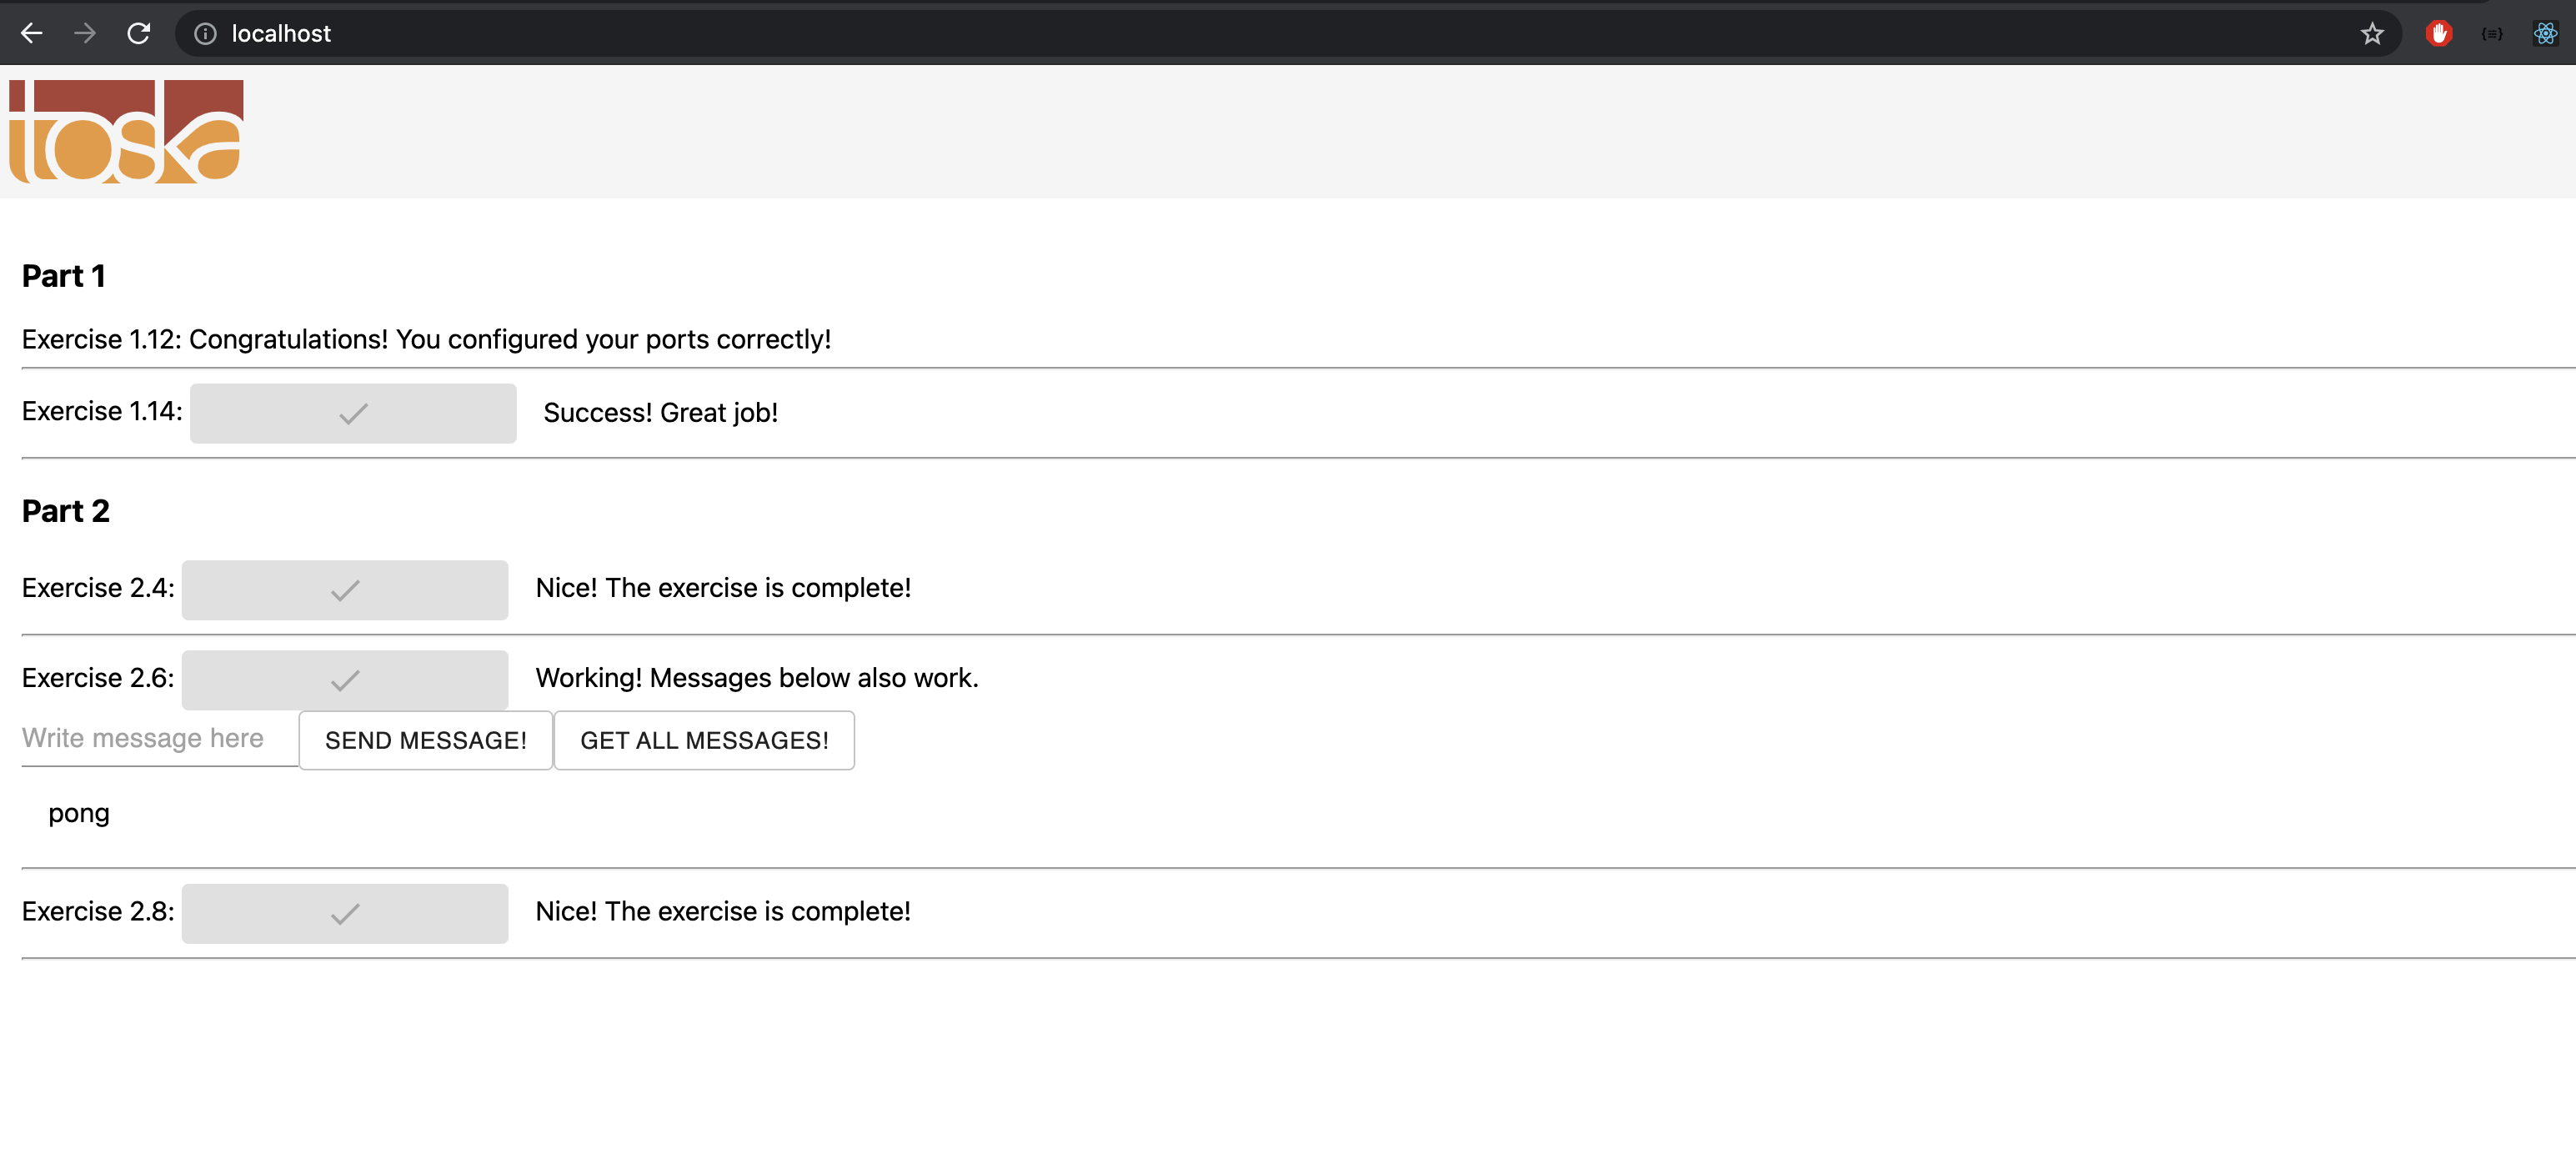 localhost
toska
Part 1
Exercise 1.12: Congratulations! You configured your ports correctly!
Exercise 1.14: Success! Great job!
Part 2
Exercise 2.4: Nice! The exercise is complete!
Exercise 2.6: Working! Messages below also work.
Write message here SEND MESSAGE! GET ALL MESSAGES!
pong
Exercise 2.8: Nice! The exercise is complete!